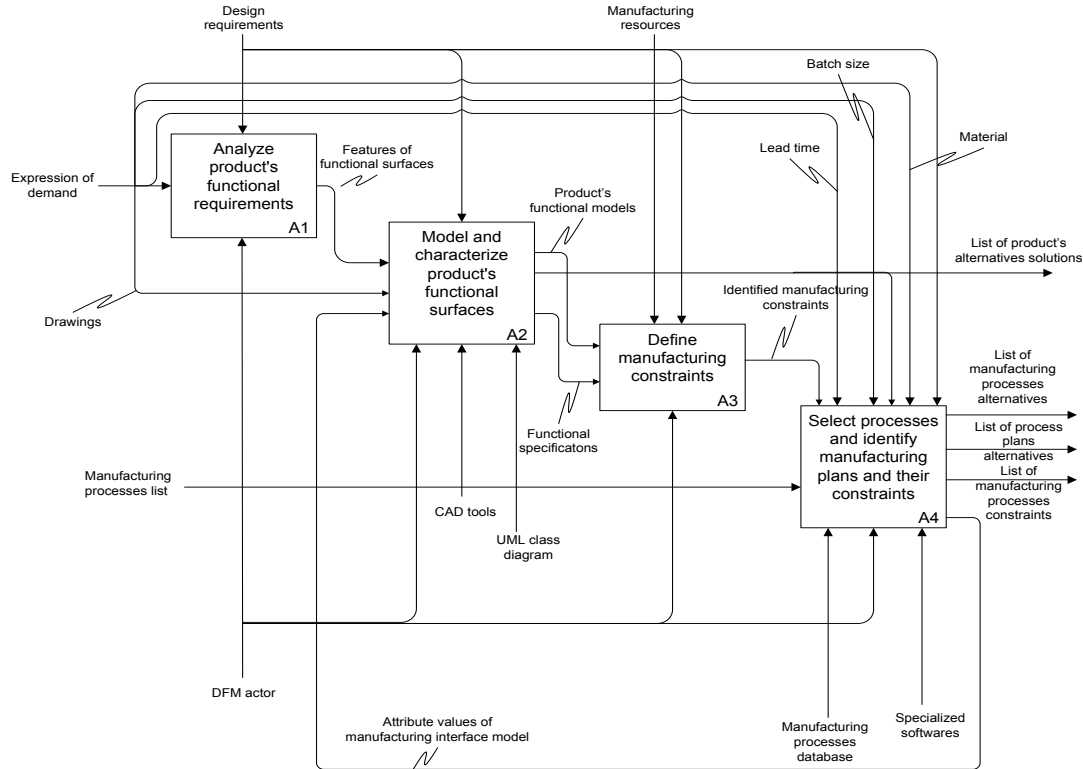 Design
requirements
Manufacturing
resources
Batch size
Material
Lead time
Analyze
product's
functional
requirements
A1
Features of
functional surfaces
Expression of
demand
Product's
functional models
Model and
characterize
product's
functional
surfaces
A2
List of product's
alternatives solutions
Identified manufacturing
constraints
Drawings
Define
manufacturing
constraints
A3
List of
manufacturing
processes
alternatives
Select processes
and identify
manufacturing
plans and their
constraints
A4
List of process
plans
alternatives
List of
manufacturing
processes
constraints
Functional
specificatons
Manufacturing
processes list
CAD tools
UML class
diagram
DFM actor
Attribute values of
manufacturing interface model
Manufacturing
processes
database
Specialized
softwares